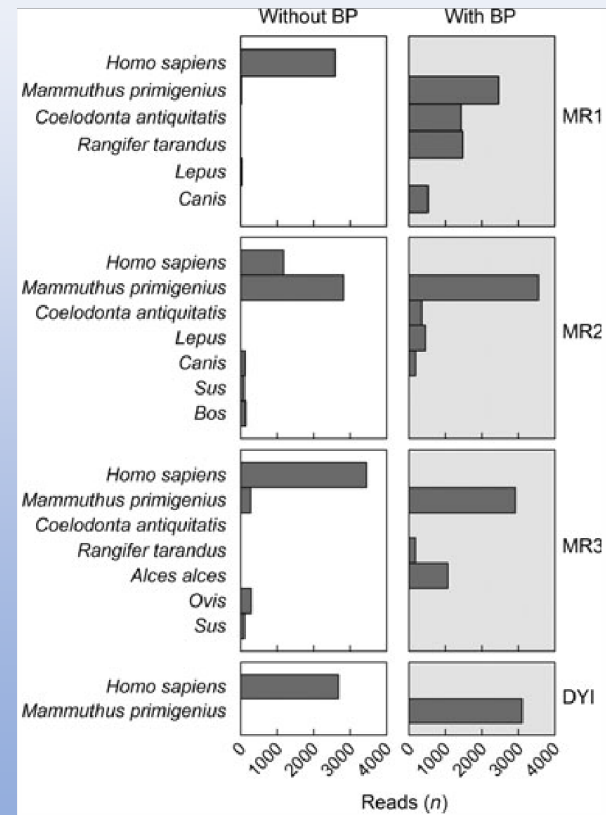 Without BP With BP
Homo sapiens
Mammuthus primigenius
Coelodonta antiquitatis
Rangifer tarandus
Lepus
Canis
MR1
Homo sapiens
Mammuthus primigenius
Coelodonta antiquitatis
Lepus
Canis
Sus
Bos
MR2
Homo sapiens
Mammuthus primigenius
Coelodonta antiquitatis
Rangifer tarandus
Alces alces
Ovis
Sus
MR3
Homo sapiens
Mammuthus primigenius
DYI
0 1000 2000 3000 4000 0 1000 2000 3000 4000
Reads (n)